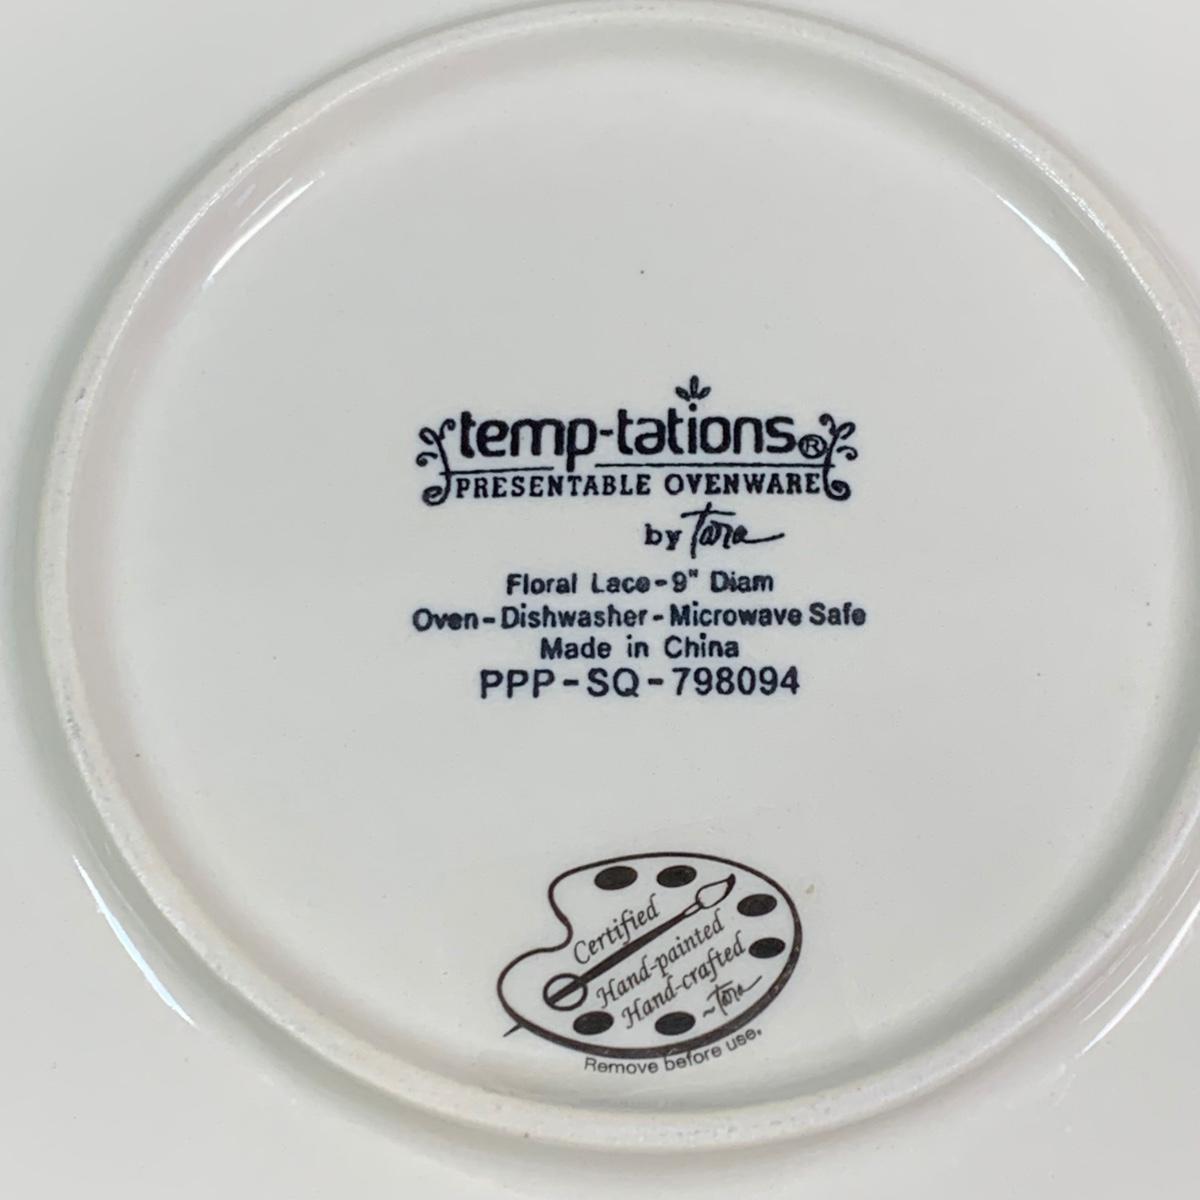 temp-tations®
PRESENTABLE OVENWARE
by Tara
Floral Lace-9" Diam
Oven-Dishwasher-Microwave Safe
Made in China
PPP-SQ-798094
Certified
Hand-painted
Hand-crafted
~Tara
Remove before use.